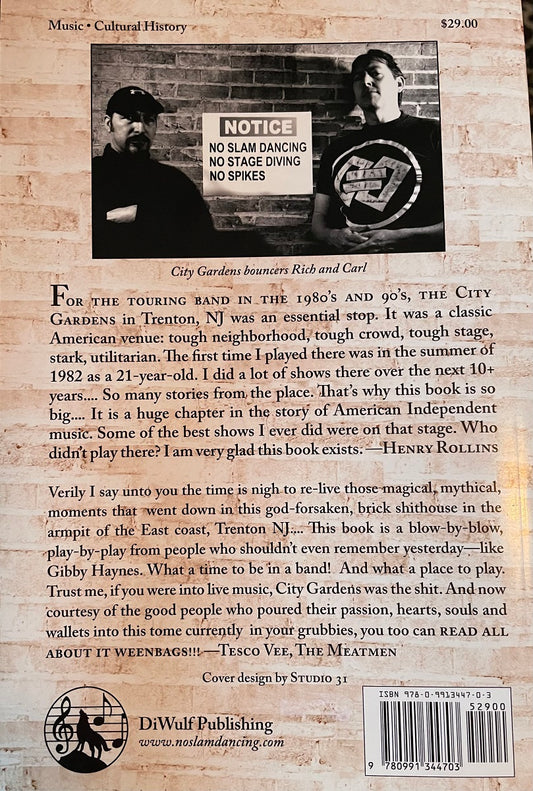 Music • Cultural History
$29.00
NOTICE
NO SLAM DANCING
NO STAGE DIVING
NO SPIKES
City Gardens bouncers Rich and Carl
For the touring band in the 1980's and 90's, the City
Gardens in Trenton, NJ was an essential stop. It was a classic
American venue: tough neighborhood, tough crowd, tough stage,
stark, utilitarian. The first time I played there was in the summer of
1982 as a 21-year-old. I did a lot of shows there over the next 10+
years.... So many stories from the place. That's why this book is so
big.... It is a huge chapter in the story of American Independent
music. Some of the best shows I ever did were on that stage. Who
didn't play there? I am very glad this book exists. —Henry Rollins
Verily I say unto you the time is nigh to re-live those magical, mythical,
moments that went down in this god-forsaken, brick shithouse in the
armpit of the East coast, Trenton NJ.... This book is a blow-by-blow,
play-by-play from people who shouldn't even remember yesterday—like
Gibby Haynes. What a time to be in a band! And what a place to play.
Trust me, if you were into live music, City Gardens was the shit. And now
courtesy of the good people who poured their passion, hearts, souls and
wallets into this tome currently in your grubbies, you too can READ ALL
ABOUT IT WEENBAGS!!! —Tesco Vee, The Meatmen
Cover design by Studio 31
DiWulf Publishing
www.noslamdancing.com
ISBN 978-0-9913447-0-3
52900
9 780991 344703